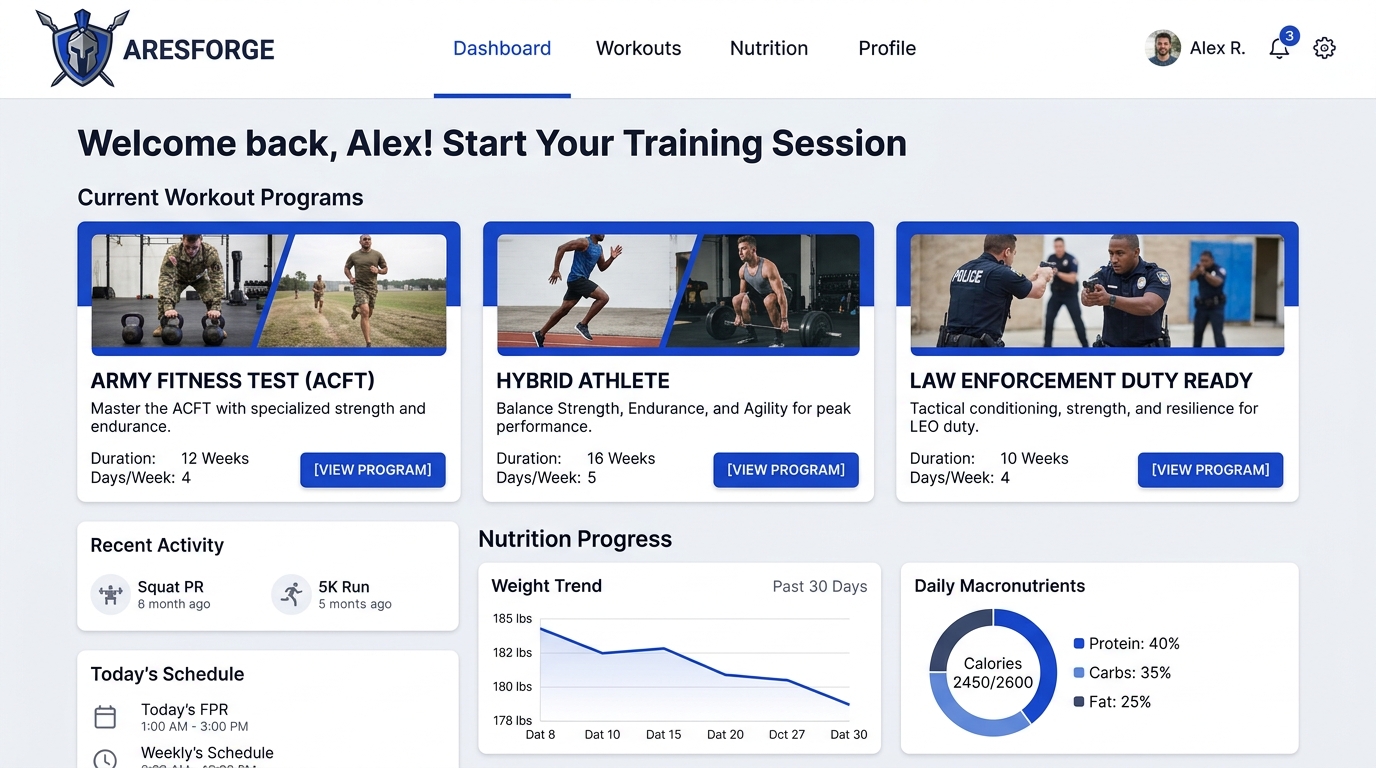 ARESFORGE
Dashboard
Workouts
Nutrition
Profile
Alex R.
3
Welcome back, Alex! Start Your Training Session
Current Workout Programs
POLICE
ARMY FITNESS TEST (ACFT)
Master the ACFT with specialized strength and
endurance.
Duration: 12 Weeks
Days/Week: 4
[VIEW PROGRAM]
HYBRID ATHLETE
Balance Strength, Endurance, and Agility for peak
performance.
Duration: 16 Weeks
Days/Week: 5
[VIEW PROGRAM]
LAW ENFORCEMENT DUTY READY
Tactical conditioning, strength, and resilience for
LEO duty.
Duration: 10 Weeks
Days/Week: 4
[VIEW PROGRAM]
Recent Activity
Squat PR
8 month ago
5K Run
5 monts ago
Today's Schedule
Today's FPR
1:00 AM - 3:00 PM
Weekly's Schedule
Nutrition Progress
Weight Trend
Past 30 Days
185 lbs
182 lbs
180 lbs
178 lbs
Dat 8
Dat 10
Dat 15
Dat 20
Dct 27
Dat 30
Daily Macronutrients
Calories
2450/2600
Protein: 40%
Carbs: 35%
Fat: 25%